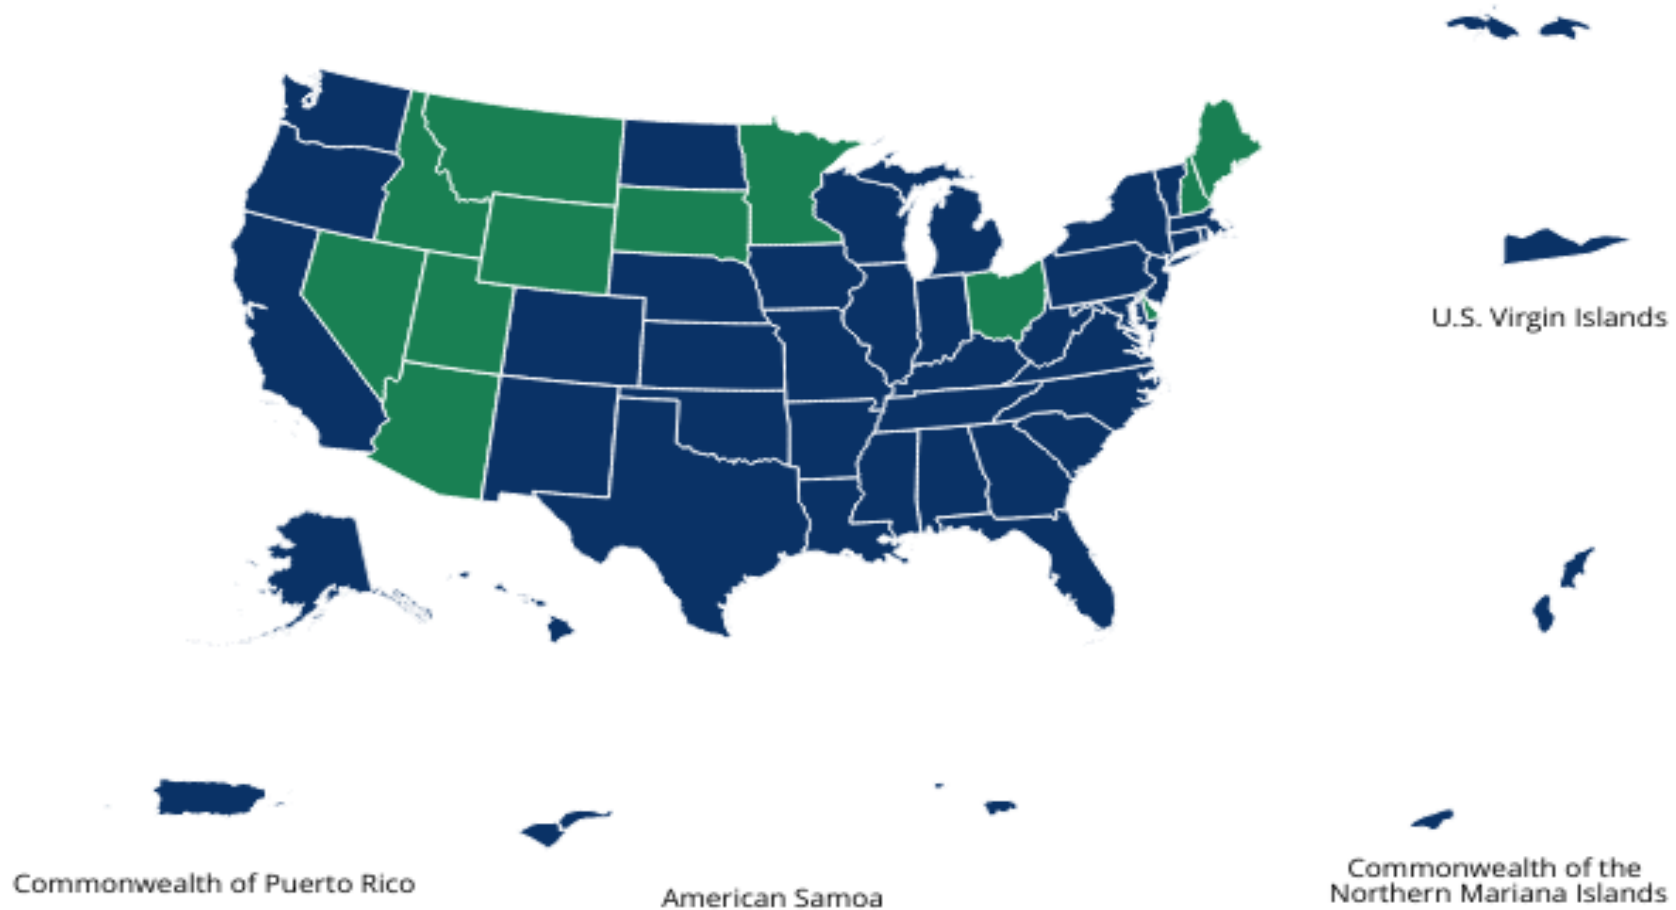 U.S. Virgin Islands
Commonwealth of Puerto Rico
American Samoa
Commonwealth of the
Northern Mariana Islands